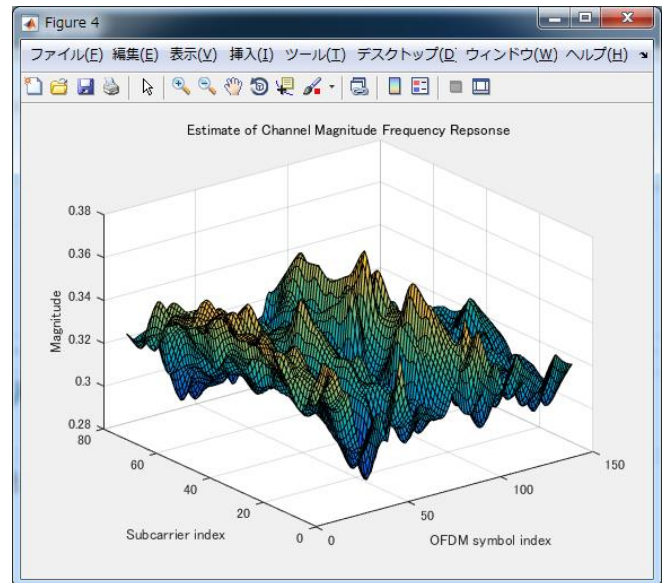 Figure 4
ファイル(F) 編集(E) 表示(V) 挿入(I) ツール(T) デスクトップ(D) ウィンドウ(W) ヘルプ(H)
Estimate of Channel Magnitude Frequency Repsonse
0.38
0.36
0.34
0.32
0.3
0.28
Magnitude
80
60
40
20
0
Subcarrier index
0
50
100
150
OFDM symbol index